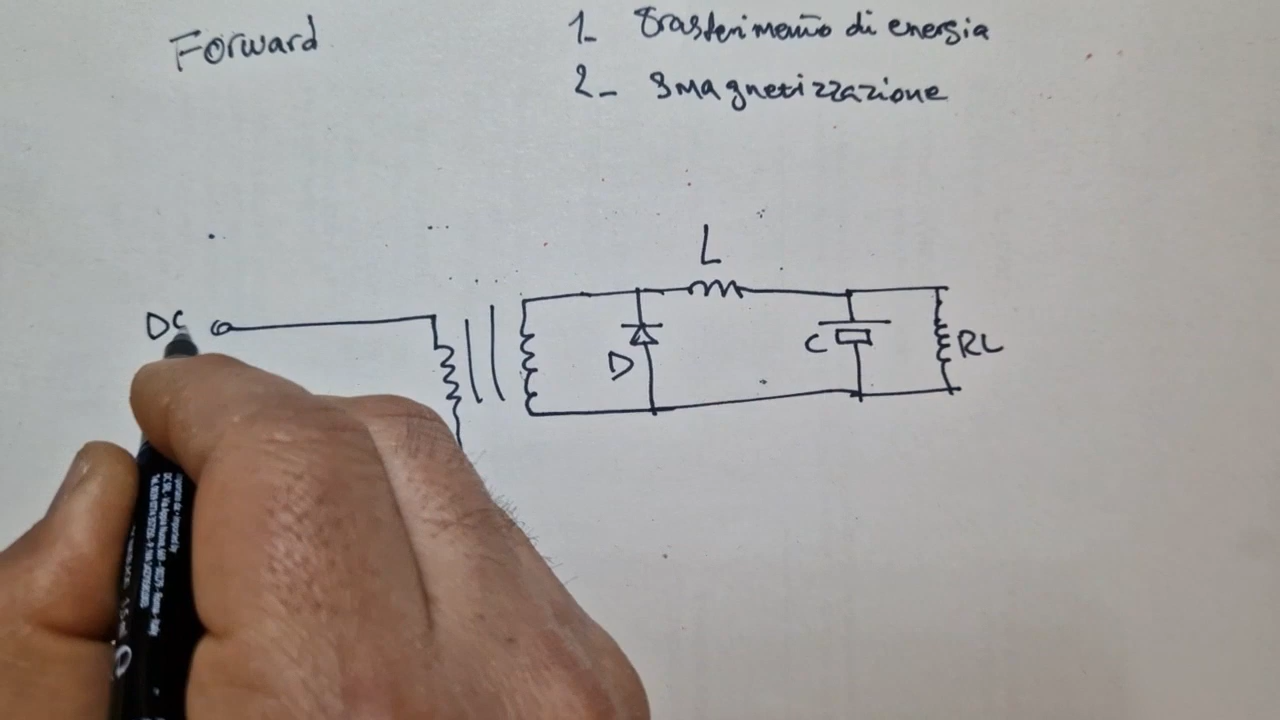 Forward
1_ Trasferimento di energia
2_ Smagnetizzazione
L
DC
D
C
RL